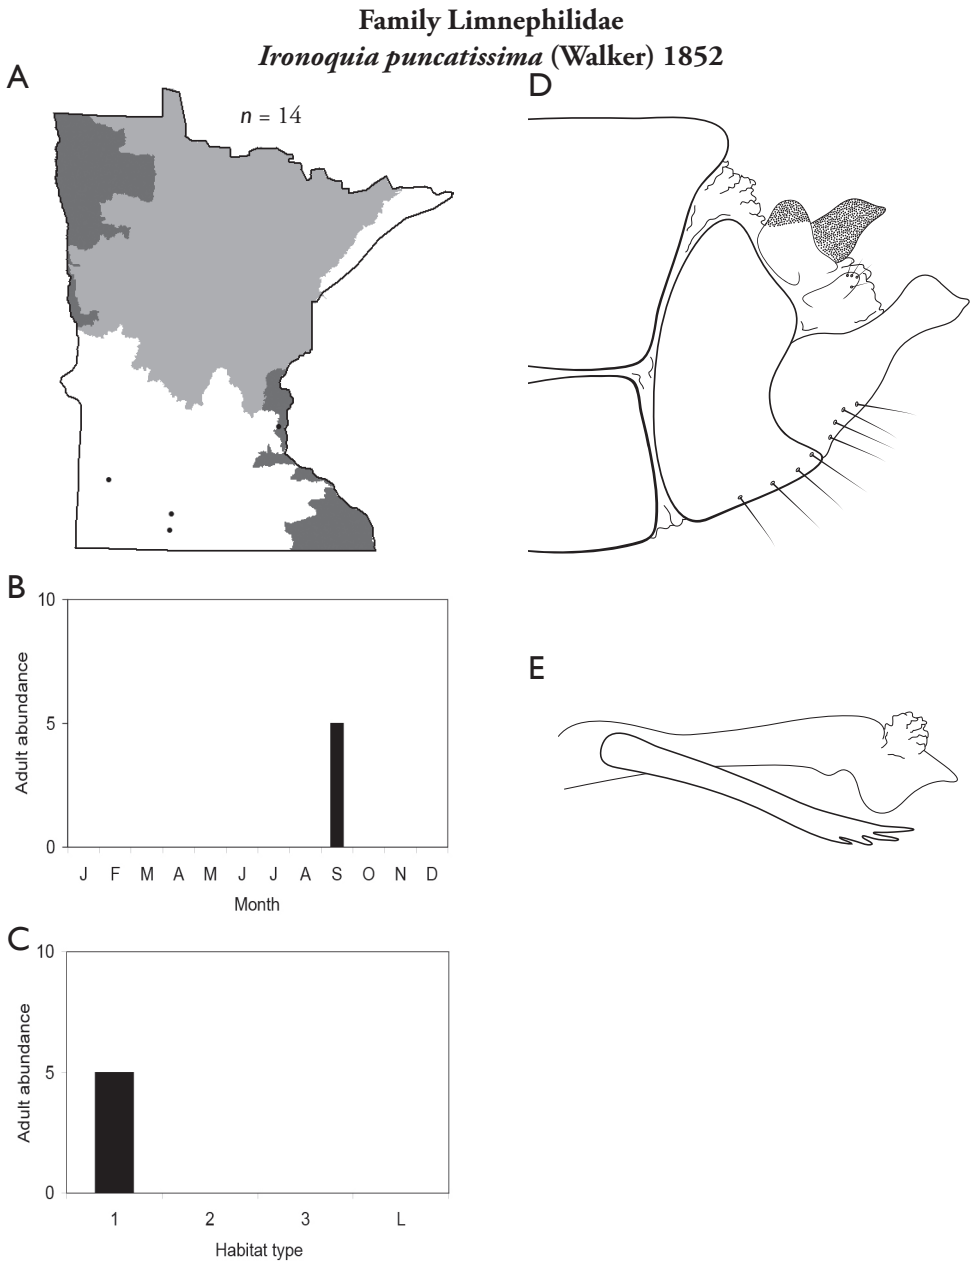 Family Limnephilidae
Ironoquia puncatissima (Walker) 1852
A
n = 14
B
10
5
0
Adult abundance
J F M A M J J A S O N D
Month
C
10
5
0
Adult abundance
1 2 3 L
Habitat type
D
E